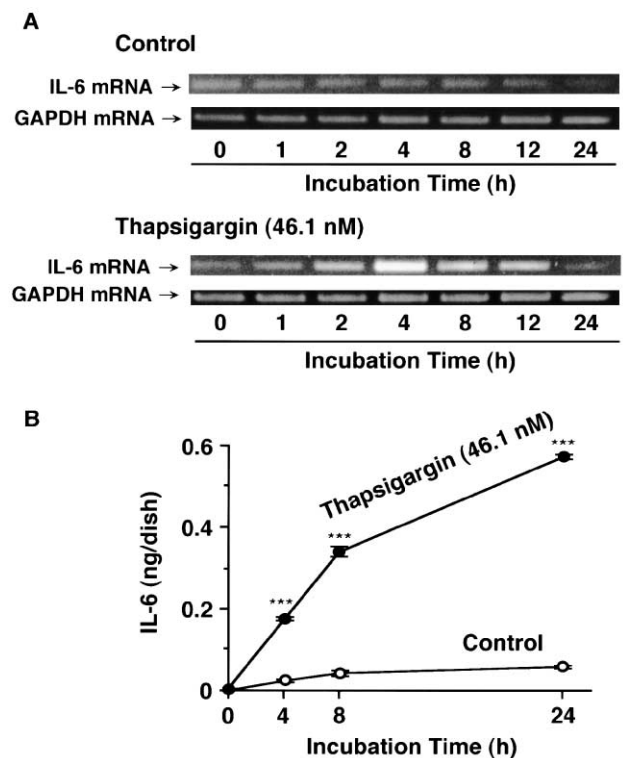 A
Control
IL-6 mRNA →
GAPDH mRNA →
0 1 2 4 8 12 24
Incubation Time (h)
Thapsigargin (46.1 nM)
IL-6 mRNA →
GAPDH mRNA →
0 1 2 4 8 12 24
Incubation Time (h)
B
IL-6 (ng/dish)
0.6
0.4
0.2
0
Thapsigargin (46.1 nM)
***
***
***
Control
0 4 8 24
Incubation Time (h)